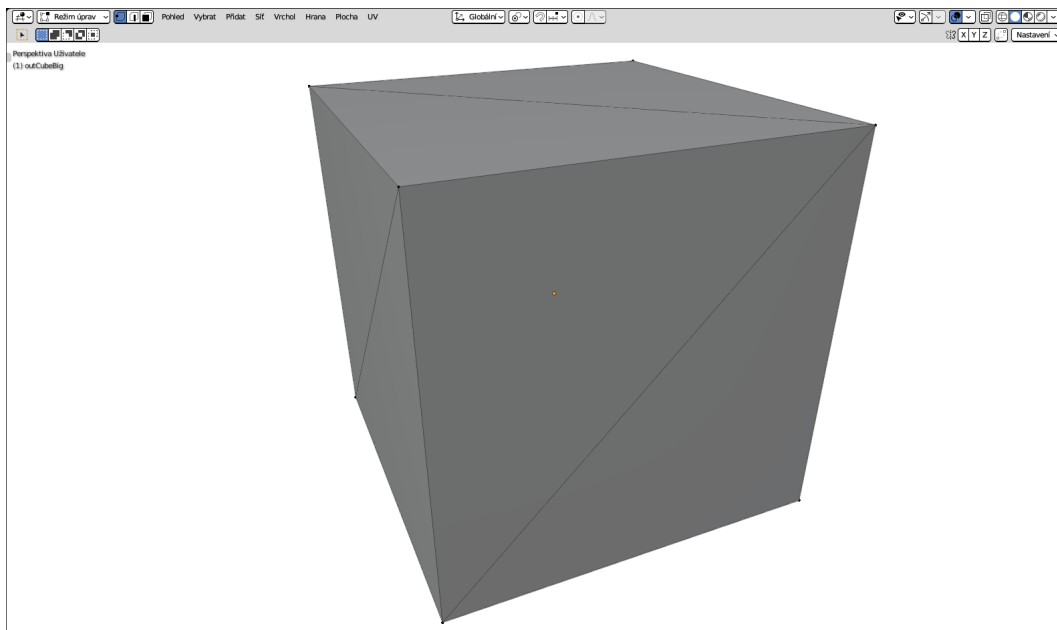 Režim úprav Pohled Vybrat Přidat Síť Vrchol Hrana Plocha UV Globální
X Y Z Nastavení
Perspektiva Uživatele
(1) outCubeBig